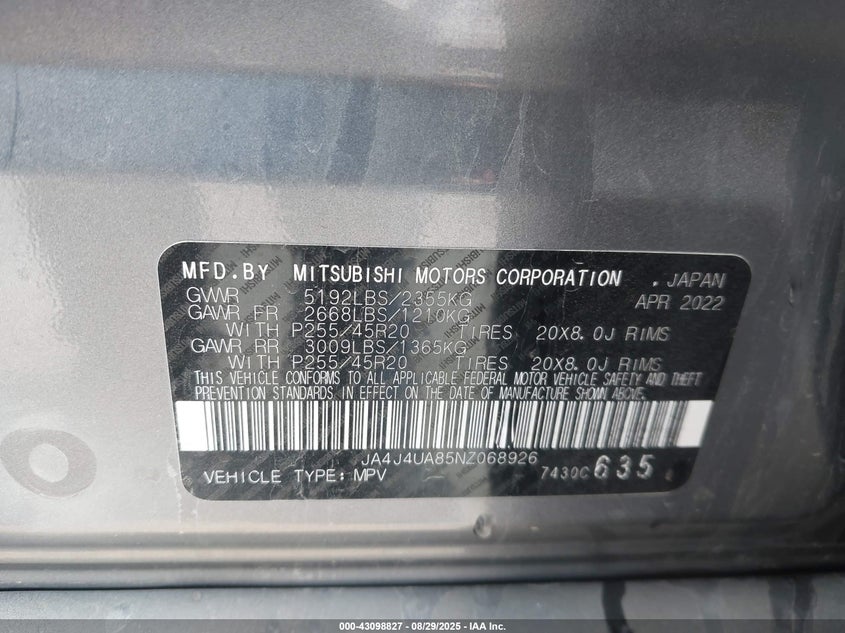 MFD.BY MITSUBISHI MOTORS CORPORATION . JAPAN
GVWR 5192LBS/2355KG APR 2022
GAWR FR 2668LBS/1210KG
WITH P255/45R20 TIRES 20X8.0J RIMS
GAWR RR 3009LBS/1365KG
WITH P255/45R20 TIRES 20X8.0J RIMS
THIS VEHICLE CONFORMS TO ALL APPLICABLE FEDERAL MOTOR VEHICLE SAFETY AND THEFT
PREVENTION STANDARDS IN EFFECT ON THE DATE OF MANUFACTURE SHOWN ABOVE.
JA4J4UA85NZ068926
VEHICLE TYPE: MPV 7430C 635
000-43098827 - 08/29/2025 - IAA Inc.